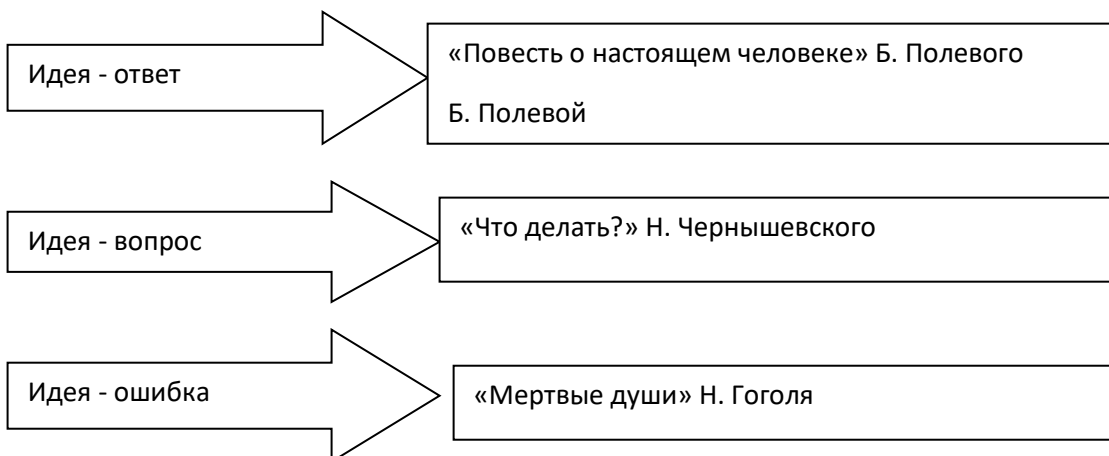 Идея - ответ
«Повесть о настоящем человеке» Б. Полевого
Б. Полевой
Идея - вопрос
«Что делать?» Н. Чернышевского
Идея - ошибка
«Мертвые души» Н. Гоголя